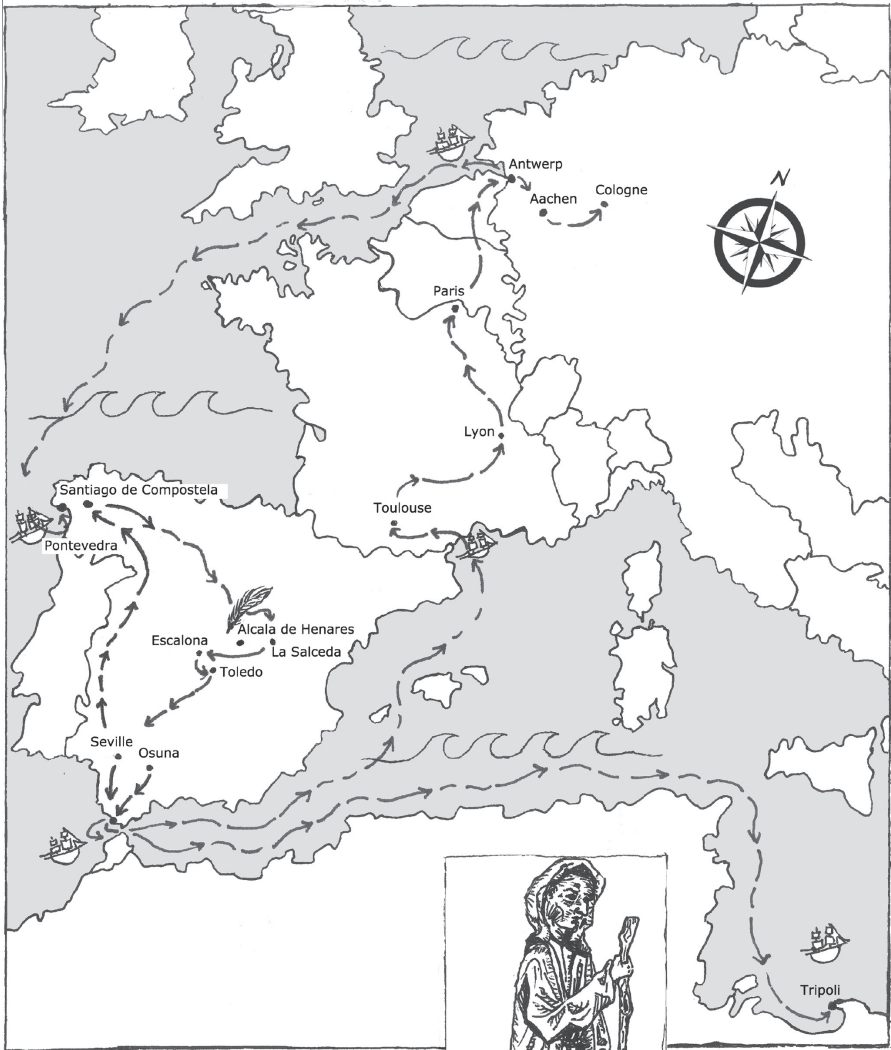 N
Antwerp
Aachen
Cologne
Paris
Lyon
Toulouse
Santiago de Compostela
Pontevedra
Alcala de Henares
Escalona
La Salceda
Toledo
Seville
Osuna
Tripoli